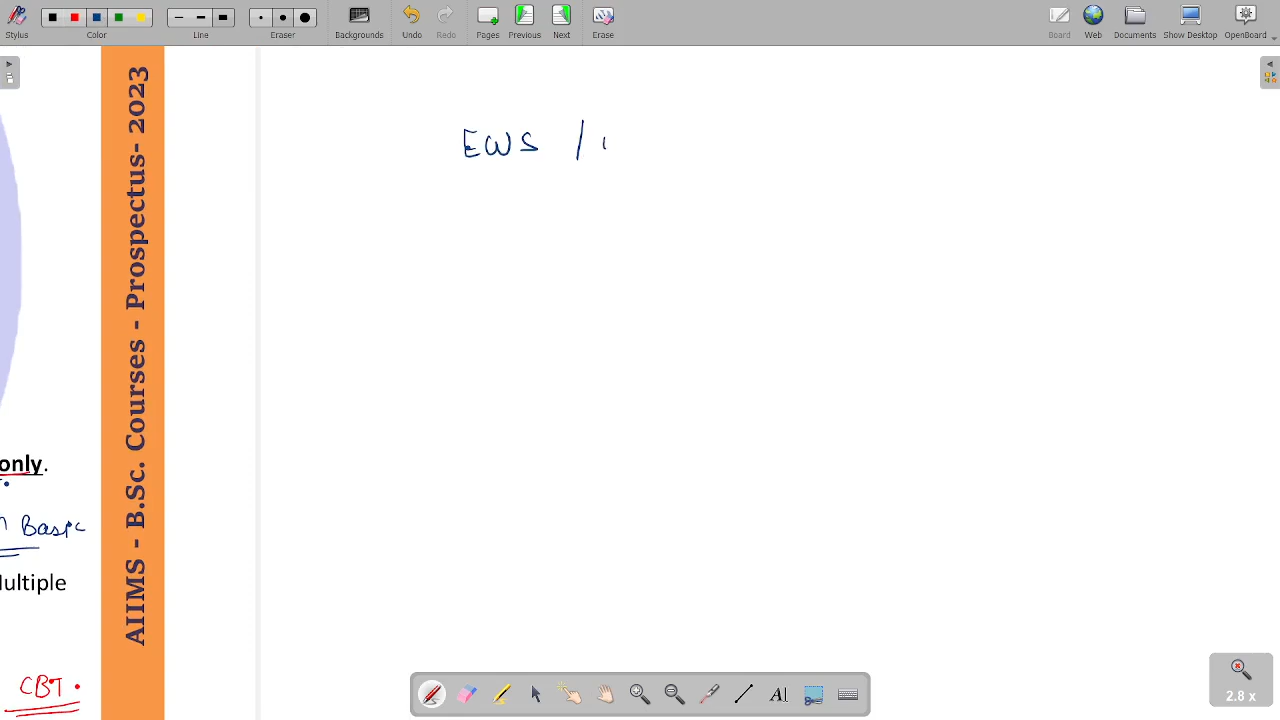 Stylus
Color
Line
Eraser
Backgrounds
Undo
Redo
Pages
Previous
Next
Erase
Board
Web
Documents
Show Desktop
OpenBoard
AIIMS - B.Sc. Courses - Prospectus- 2023
EWS /
only.
Basic
Multiple
CBT
2.8 x